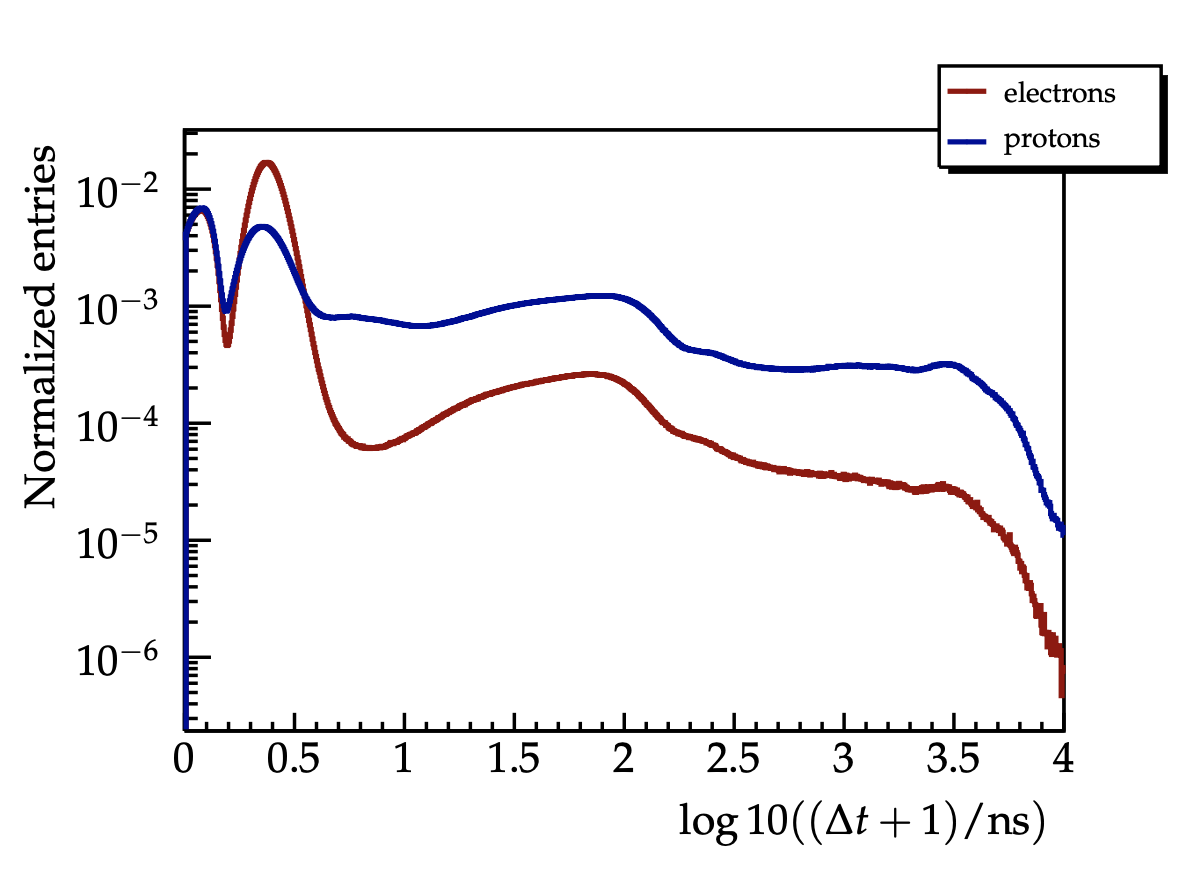 electrons
protons
Normalized entries
10⁻²
10⁻³
10⁻⁴
10⁻⁵
10⁻⁶
0 0.5 1 1.5 2 2.5 3 3.5 4
log 10((Δt + 1)/ns)